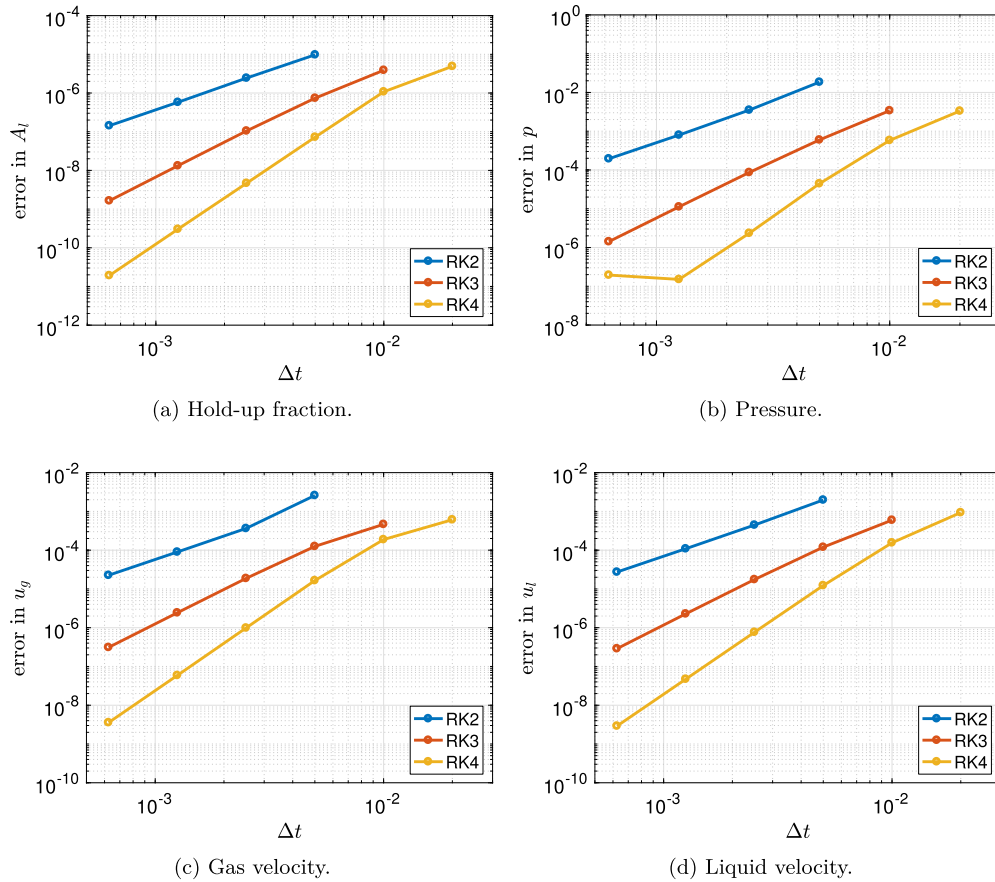 10^-4
10^-6
10^-8
10^-10
10^-12
error in A_l
RK2
RK3
RK4
10^-3
10^-2
Δt
(a) Hold-up fraction.
10^0
10^-2
10^-4
10^-6
10^-8
error in p
RK2
RK3
RK4
10^-3
10^-2
Δt
(b) Pressure.
10^-2
10^-4
10^-6
10^-8
10^-10
error in u_g
RK2
RK3
RK4
10^-3
10^-2
Δt
(c) Gas velocity.
10^-2
10^-4
10^-6
10^-8
10^-10
error in u_l
RK2
RK3
RK4
10^-3
10^-2
Δt
(d) Liquid velocity.